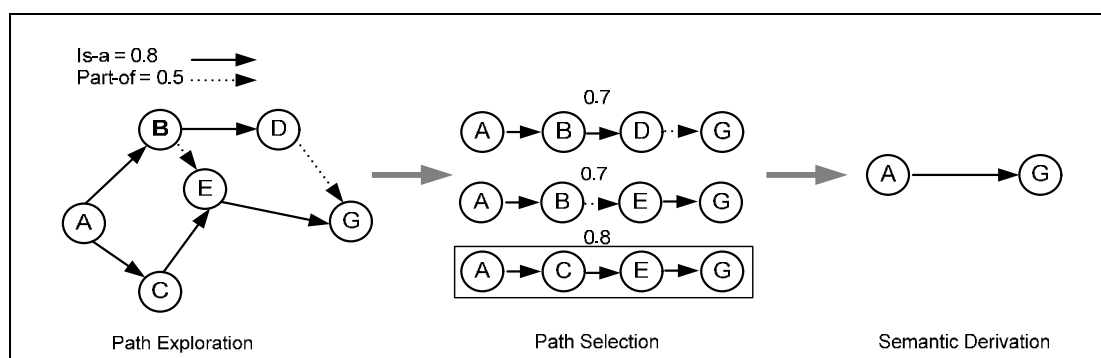 Is-a = 0.8
Part-of = 0.5
B
D
E
A
G
C
Path Exploration
0.7
A B D G
0.7
A B E G
0.8
A C E G
Path Selection
A G
Semantic Derivation